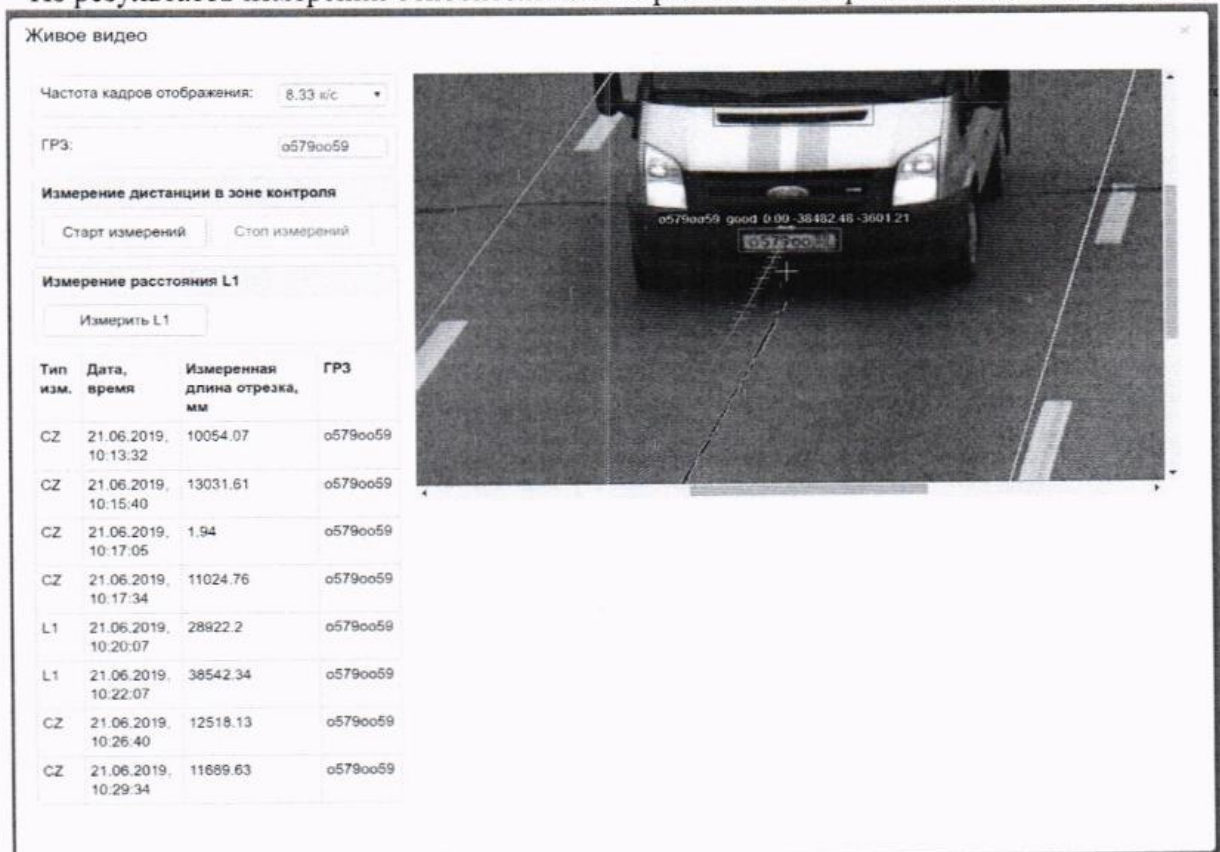 Живое видео
Частота кадров отображения: 8.33 к/с
ГРЗ: о579оо59
Измерение дистанции в зоне контроля
Старт измерений Стоп измерений
Измерение расстояния L1
Измерить L1
Тип изм. Дата, время Измеренная длина отрезка, мм ГРЗ
CZ 21.06.2019, 10:13:32 10054.07 о579оо59
CZ 21.06.2019, 10:15:40 13031.61 о579оо59
CZ 21.06.2019, 10:17:05 1.94 о579оо59
CZ 21.06.2019, 10:17:34 11024.76 о579оо59
L1 21.06.2019, 10:20:07 28922.2 о579оо59
L1 21.06.2019, 10:22:07 38542.34 о579оо59
CZ 21.06.2019, 10:26:40 12518.13 о579оо59
CZ 21.06.2019, 10:29:34 11689.63 о579оо59
о579оо59 good 0.00 -38482.48 -3601.21